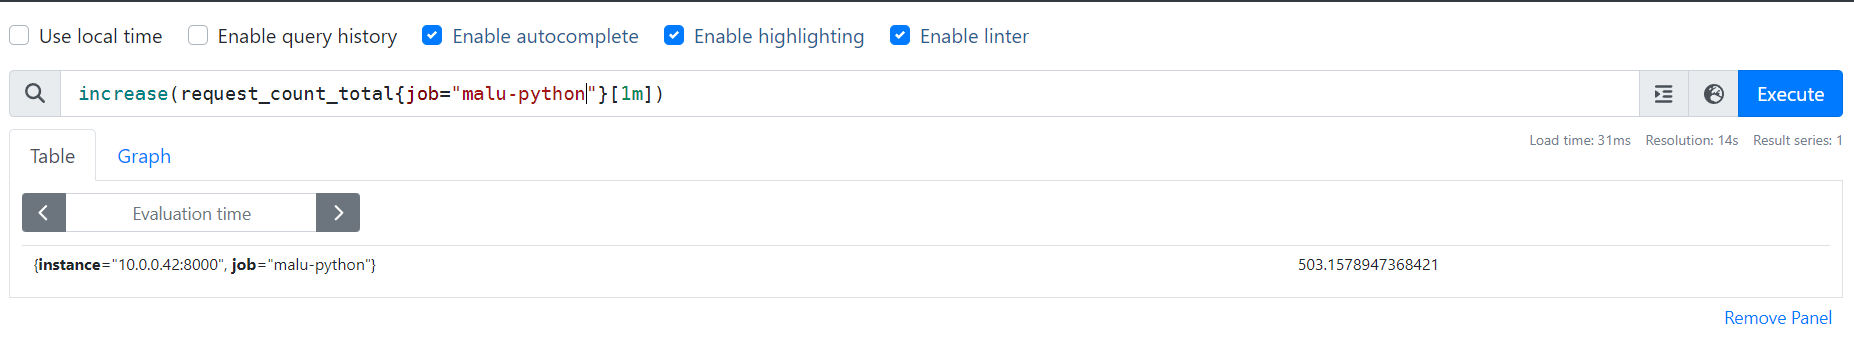 Use local time Enable query history Enable autocomplete Enable highlighting Enable linter
increase(request_count_total{job="malu-python"}[1m]) Execute
Table Graph Load time: 31ms Resolution: 14s Result series: 1
Evaluation time
{instance="10.0.0.42:8000", job="malu-python"} 503.1578947368421
Remove Panel